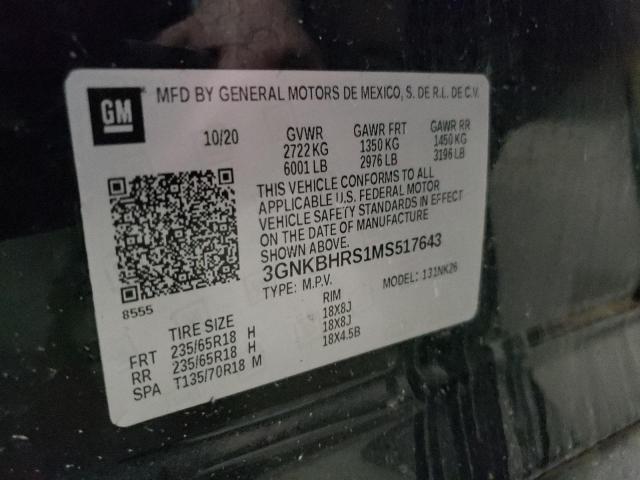 GM
MFD BY GENERAL MOTORS DE MEXICO, S. DE R.L. DE C.V.
10/20 GVWR GAWR FRT GAWR RR
2722 KG 1350 KG 1450 KG
6001 LB 2976 LB 3196 LB
THIS VEHICLE CONFORMS TO ALL
APPLICABLE U.S. FEDERAL MOTOR
VEHICLE SAFETY STANDARDS IN EFFECT
ON THE DATE OF MANUFACTURE
SHOWN ABOVE.
3GNKBHRS1MS517643
TYPE: M.P.V. MODEL: 131NK26
8555
TIRE SIZE RIM
FRT 235/65R18 H 18X8J
RR 235/65R18 H 18X8J
SPA T135/70R18 M 18X4.5B